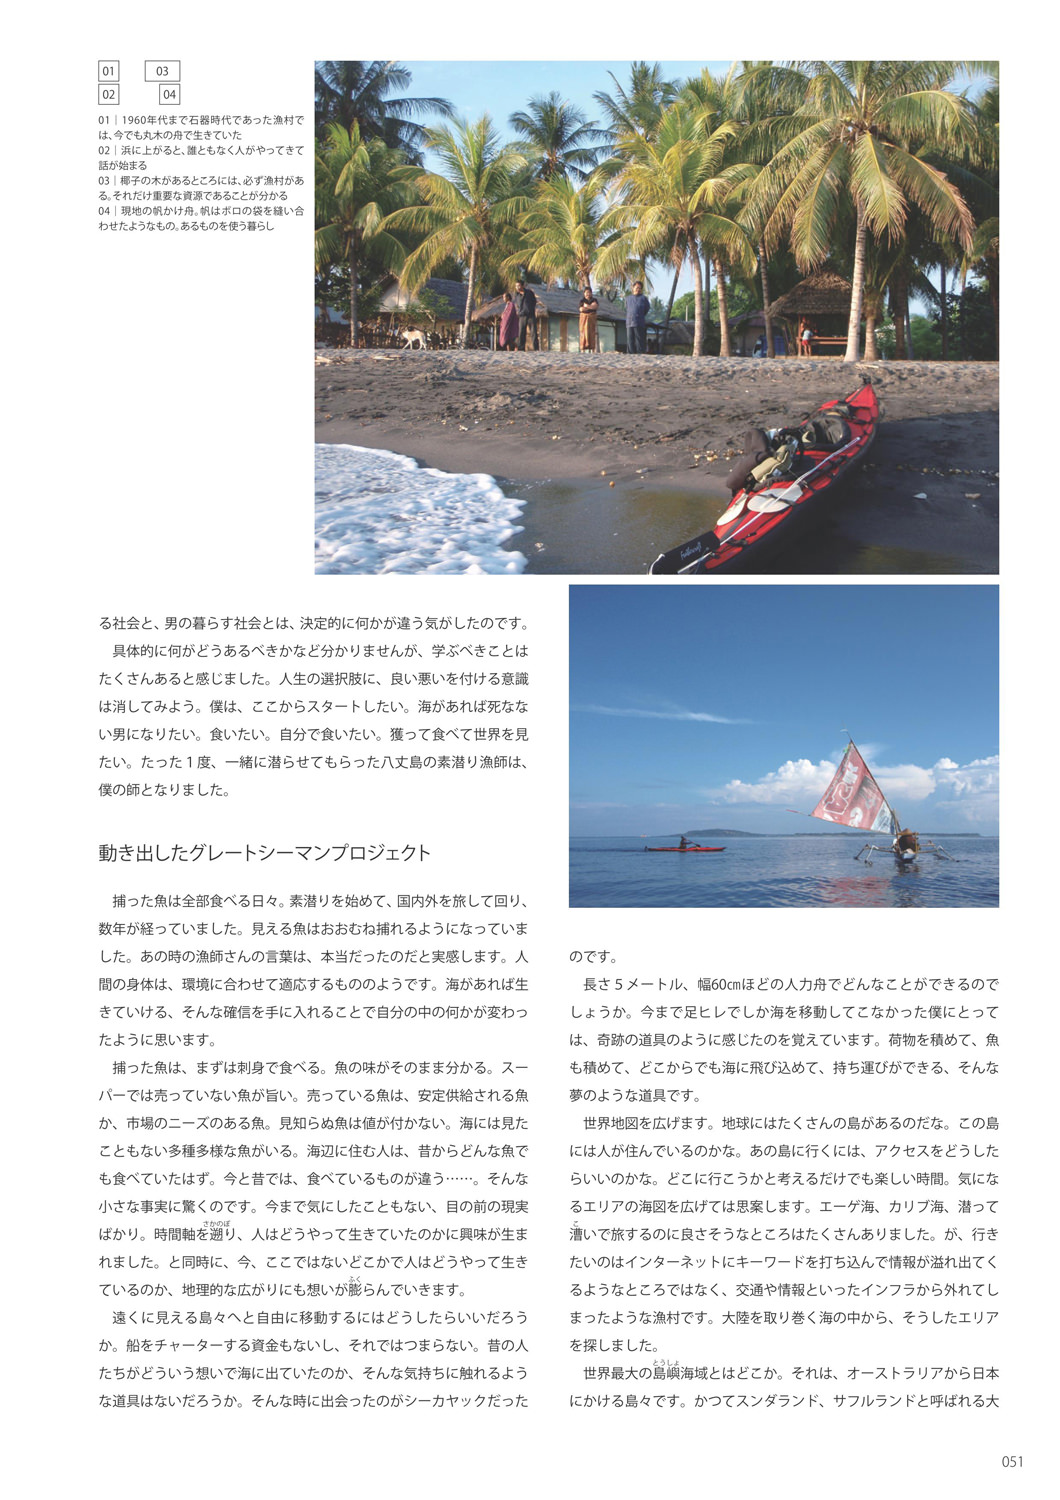 01
03
02
04
01｜1960年代まで石器時代であった漁村で
は、今でも丸木の舟で生きていた
02｜浜に上がると、誰ともなく人がやってきて
話が始まる
03｜椰子の木があるところには、必ず漁村があ
る。それだけ重要な資源であることが分かる
04｜現地の帆かけ舟。帆はボロの袋を縫い合
わせたようなもの。あるものを使う暮らし
る社会と、男の暮らす社会とは、決定的に何かが違う気がしたのです。
具体的に何がどうあるべきかなど分かりませんが、学ぶべきことは
たくさんあると感じました。人生の選択肢に、良い悪いを付ける意識
は消してみよう。僕は、ここからスタートしたい。海があれば死なな
い男になりたい。食いたい。自分で食いたい。獲って食べて世界を見
たい。たった１度、一緒に潜らせてもらった八丈島の素潜り漁師は、
僕の師となりました。
動き出したグレートシーマンプロジェクト
捕った魚は全部食べる日々。素潜りを始めて、国内外を旅して回り、
数年が経っていました。見える魚はおおむね捕れるようになっていま
した。あの時の漁師さんの言葉は、本当だったのだと実感します。人
間の身体は、環境に合わせて適応するもののようです。海があれば生
きていける、そんな確信を手に入れることで自分の中の何かが変わっ
たように思います。
捕った魚は、まずは刺身で食べる。魚の味がそのまま分かる。スー
パーでは売っていない魚が旨い。売っている魚は、安定供給される魚
か、市場のニーズのある魚。見知らぬ魚は値が付かない。海には見た
こともない多種多様な魚がいる。海辺に住む人は、昔からどんな魚で
も食べていたはず。今と昔では、食べているものが違う……。そんな
小さな事実に驚くのです。今まで気にしたこともない、目の前の現実
さかのぼ
ばかり。時間軸を遡り、人はどうやって生きていたのかに興味が生ま
れました。と同時に、今、ここではないどこかで人はどうやって生き
ふく
ているのか、地理的な広がりにも想いが膨らんでいきます。
遠くに見える島々へと自由に移動するにはどうしたらいいだろう
か。船をチャーターする資金もないし、それではつまらない。昔の人
たちがどういう想いで海に出ていたのか、そんな気持ちに触れるよう
な道具はないだろうか。そんな時に出会ったのがシーカヤックだった
のです。
長さ５メートル、幅60㎝ほどの人力舟でどんなことができるのでし
ょうか。今まで足ヒレでしか海を移動してこなかった僕にとって
は、奇跡の道具のように感じたのを覚えています。荷物を積めて、魚
も積めて、どこからでも海に飛び込めて、持ち運びができる、そんな
夢のような道具です。
世界地図を広げます。地球にはたくさんの島があるのだな。この島
には人が住んでいるのかな。あの島に行くには、アクセスをどうした
らいいのかな。どこに行こうかと考えるだけでも楽しい時間。気にな
るエリアの海図を広げては思案します。エーゲ海、カリブ海、潜って
こ
漕いで旅するのに良さそうなところはたくさんありました。が、行き
たいのはインターネットにキーワードを打ち込んで情報が溢れ出てく
るようなところではなく、交通や情報といったインフラから外れてし
まったような漁村です。大陸を取り巻く海の中から、そうしたエリア
を探しました。
とうしょ
世界最大の島嶼海域とはどこか。それは、オーストラリアから日本
にかける島々です。かつてスンダランド、サフルランドと呼ばれる大
051